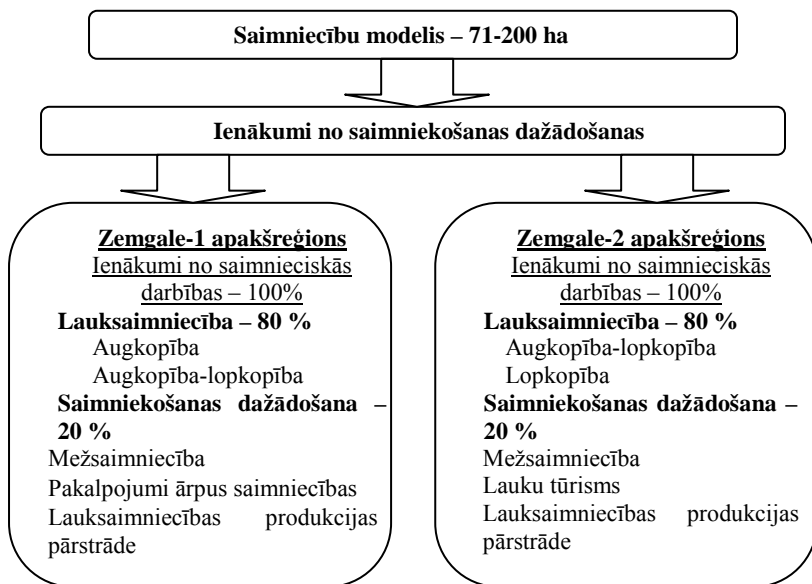 Saimniecību modelis – 71-200 ha
Ienākumi no saimniekošanas dažādošanas
Zemgale-1 apakšreģions
Ienākumi no saimnieciskās
darbības – 100%
Lauksaimniecība – 80 %
Augkopība
Augkopība-lopkopība
Saimniekošanas dažādošana –
20 %
Mežsaimniecība
Pakalpojumi ārpus saimniecības
Lauksaimniecības produkcijas
pārstrāde
Zemgale-2 apakšreģions
Ienākumi no saimnieciskās
darbības – 100%
Lauksaimniecība – 80 %
Augkopība-lopkopība
Lopkopība
Saimniekošanas dažādošana –
20 %
Mežsaimniecība
Lauku tūrisms
Lauksaimniecības produkcijas
pārstrāde